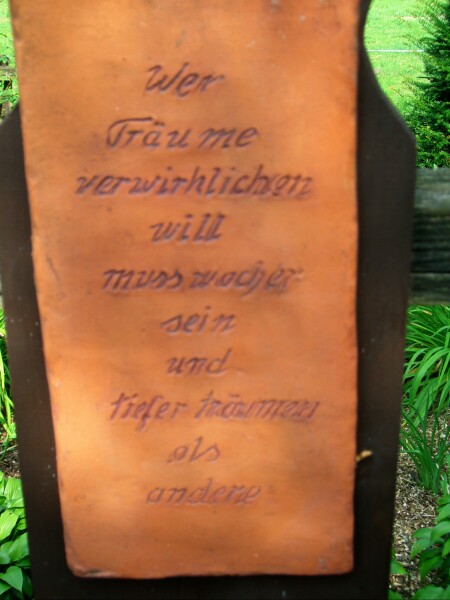 Wer
Träume
verwirklichen
will
muss wacher
sein
und
tiefer träumen
als
andere